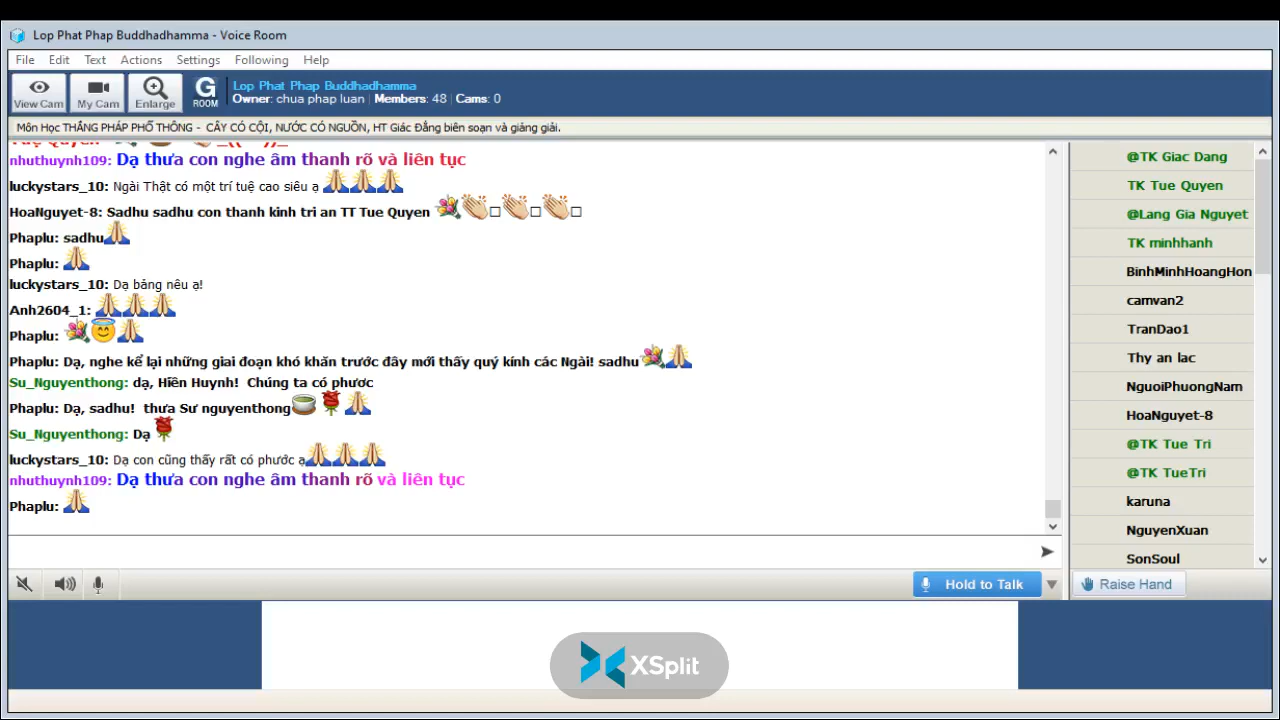 Lop Phat Phap Buddhadhamma - Voice Room
File Edit Text Actions Settings Following Help
View Cam My Cam Enlarge G ROOM
Lop Phat Phap Buddhadhamma
Owner: chua phap luan | Members: 48 | Cams: 0
Môn Học THẮNG PHÁP PHỔ THÔNG - CÂY CÓ CỘI, NƯỚC CÓ NGUỒN, HT Giác Đẳng biên soạn và giảng giải.
nhuthuynh109: Dạ thưa con nghe âm thanh rõ và liên tục
luckystars_10: Ngài Thật có một trí tuệ cao siêu ạ 🙏🙏🙏
HoaNguyet-8: Sadhu sadhu con thanh kinh tri an TT Tue Quyen 💐👏□👏□👏□
Phaplu: sadhu🙏
Phaplu: 🙏
luckystars_10: Dạ băng nêu ạ!
Anh2604_1: 🙏🙏🙏
Phaplu: 💐😇🙏
Phaplu: Dạ, nghe kể lại những giai đoạn khó khăn trước đây mới thấy quý kính các Ngài! sadhu💐🙏
Su_Nguyenthong: dạ, Hiền Huynh! Chúng ta có phước
Phaplu: Dạ, sadhu! thưa Sư nguyenthong🍵🌹🙏
Su_Nguyenthong: Dạ🌹
luckystars_10: Dạ con cũng thấy rất có phước ạ🙏🙏🙏
nhuthuynh109: Dạ thưa con nghe âm thanh rõ và liên tục
Phaplu: 🙏
@TK Giac Dang
TK Tue Quyen
@Lang Gia Nguyet
TK minhhanh
BinhMinhHoangHon
camvan2
TranDao1
Thy an lac
NguoiPhuongNam
HoaNguyet-8
@TK Tue Tri
@TK TueTri
karuna
NguyenXuan
SonSoul
Hold to Talk
Raise Hand
XSplit